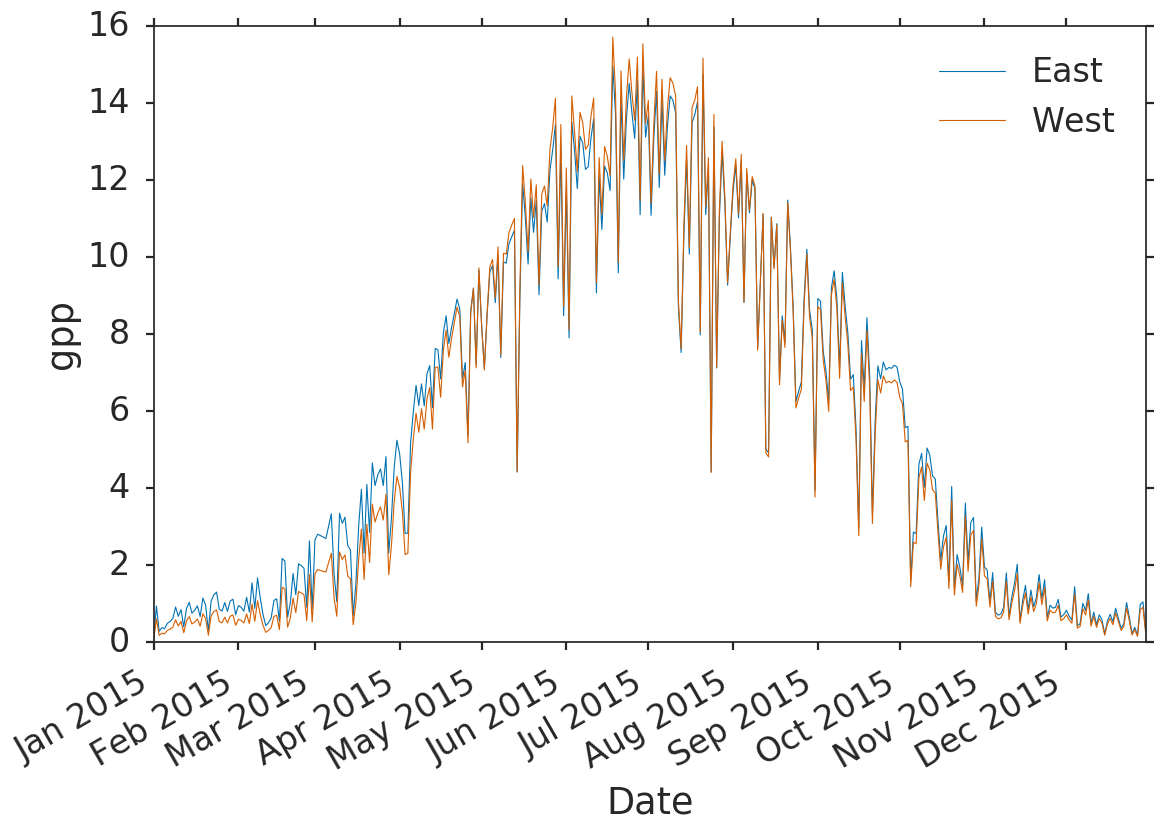 16
14
12
10
8
6
4
2
0
gpp
East
West
Jan 2015
Feb 2015
Mar 2015
Apr 2015
May 2015
Jun 2015
Jul 2015
Aug 2015
Sep 2015
Oct 2015
Nov 2015
Dec 2015
Date